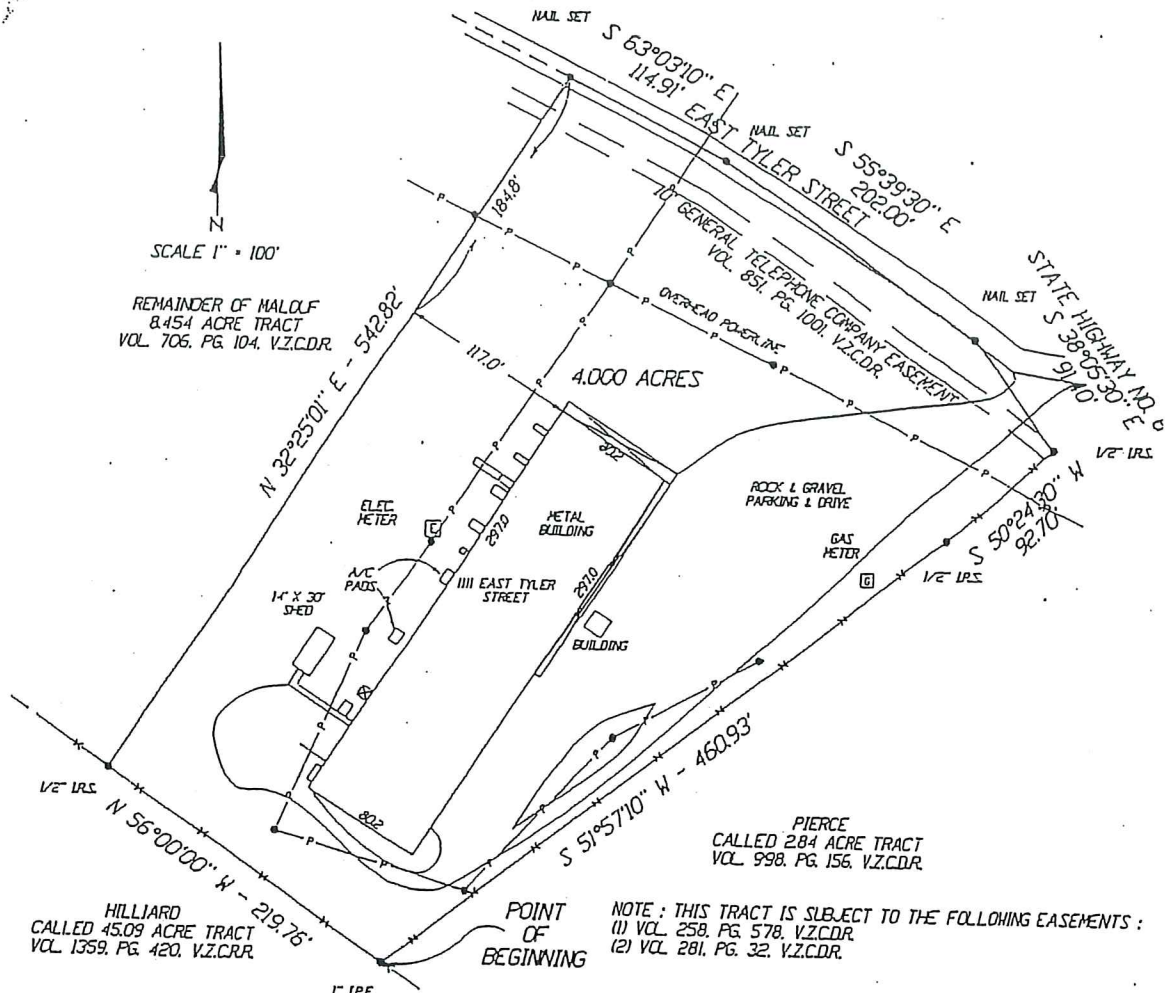 NAIL SET
S 63°03'10" E
114.91'
EAST TYLER STREET
NAIL SET
S 55°39'30" E
202.00'
NAIL SET
STATE HIGHWAY NO.
S 38°05'30" E
91.40'
1/2" I.R.S.
S 50°24'30" W
92.70'
1/2" I.R.S.
N
SCALE 1" = 100'
REMAINDER OF MALOUF
8.454 ACRE TRACT
VOL. 706, PG. 104, V.Z.C.D.R.
N 32°25'01" E - 542.82'
184.8'
10' GENERAL TELEPHONE COMPANY EASEMENT
VOL. 851, PG. 1001, V.Z.C.D.R.
OVERHEAD POWERLINE
117.0'
4.000 ACRES
80.2
ROCK & GRAVEL
PARKING & DRIVE
GAS
METER
G
ELEC.
METER
E
297.0
METAL
BUILDING
297.0
A/C
PADS
1111 EAST TYLER
STREET
14' X 30'
SHED
BUILDING
80.2
1/2" I.R.S.
N 56°00'00" W - 219.76'
S 51°57'10" W - 460.93'
PIERCE
CALLED 2.84 ACRE TRACT
VOL. 998, PG. 156, V.Z.C.D.R.
HILLIARD
CALLED 45.09 ACRE TRACT
VOL. 1359, PG. 420, V.Z.C.R.R.
POINT
OF
BEGINNING
NOTE : THIS TRACT IS SUBJECT TO THE FOLLOWING EASEMENTS :
(1) VOL. 258, PG. 578, V.Z.C.D.R.
(2) VOL. 281, PG. 32, V.Z.C.D.R.
1" I.P.F.